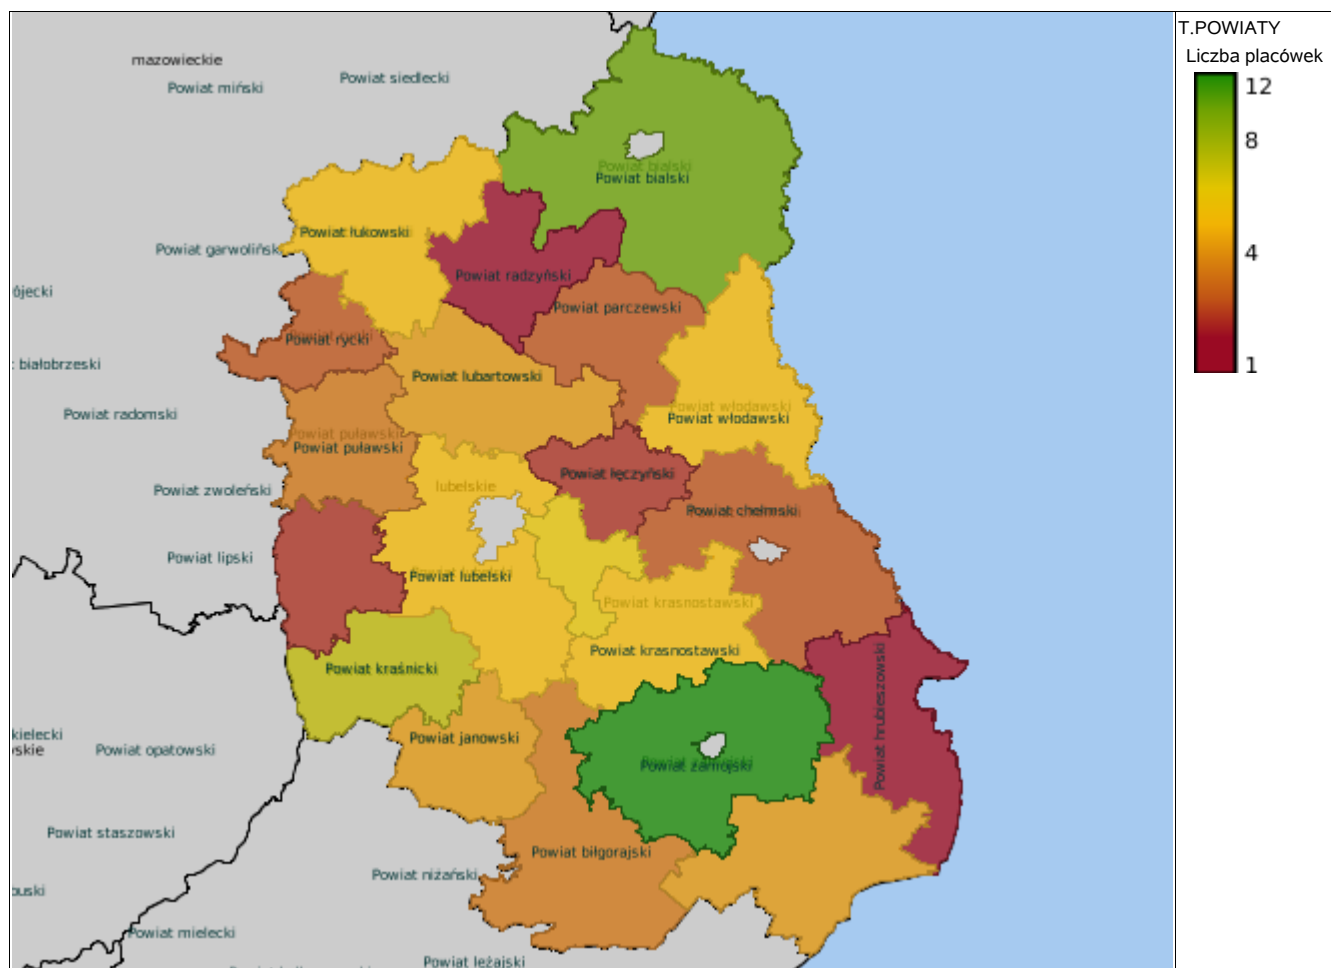 T.POWIATY
Liczba placówek
12
8
4
1
mazowieckie
Powiat siedlecki
Powiat miński
Powiat bialski
Powiat bialski
Powiat łukowski
Powiat garwolińsk
Powiat radzyński
ójecki
Powiat parczewski
Powiat rycki
białobrzeski
Powiat lubartowski
Powiat włodawski
Powiat radomski
Powiat włodawski
Powiat puławski
Powiat puławski
Powiat łęczyński
lubelskie
Powiat zwoleński
Powiat chełmski
Powiat lipski
Powiat lubelski
Powiat krasnostawski
Powiat krasnostawski
Powiat kraśnicki
Powiat hrubieszowski
kielecki
Powiat janowski
skie
Powiat opatowski
Powiat zamojski
Powiat staszowski
Powiat biłgorajski
Powiat niżański
buski
Powiat mielecki
Powiat leżajski